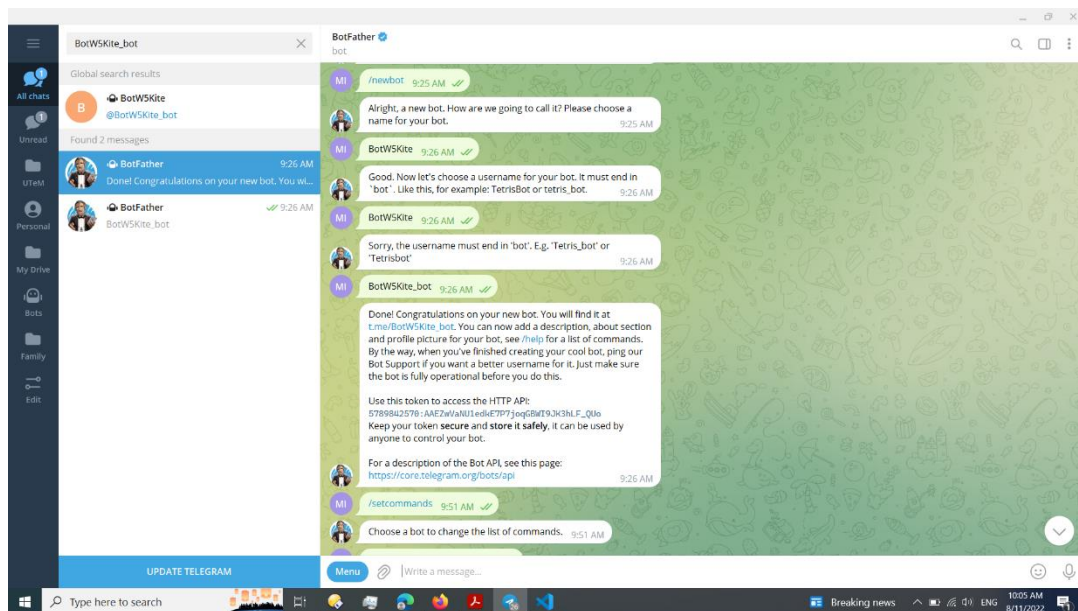 BotW5Kite_bot
All chats
Unread
UTeM
Personal
My Drive
Bots
Family
Edit
Global search results
B
BotW5Kite
@BotW5Kite_bot
Found 2 messages
BotFather 9:26 AM
Done! Congratulations on your new bot. You wi...
BotFather 9:26 AM
BotW5Kite_bot
UPDATE TELEGRAM
BotFather
bot
MI
/newbot 9:25 AM
Alright, a new bot. How are we going to call it? Please choose a
name for your bot. 9:25 AM
MI
BotW5Kite 9:26 AM
Good. Now let's choose a username for your bot. It must end in
`bot`. Like this, for example: TetrisBot or tetris_bot. 9:26 AM
MI
BotW5Kite 9:26 AM
Sorry, the username must end in 'bot'. E.g. 'Tetris_bot' or
'Tetrisbot' 9:26 AM
MI
BotW5Kite_bot 9:26 AM
Done! Congratulations on your new bot. You will find it at
t.me/BotW5Kite_bot. You can now add a description, about section
and profile picture for your bot, see /help for a list of commands.
By the way, when you've finished creating your cool bot, ping our
Bot Support if you want a better username for it. Just make sure
the bot is fully operational before you do this.
Use this token to access the HTTP API:
Keep your token secure and store it safely, it can be used by
anyone to control your bot.
For a description of the Bot API, see this page:
https://core.telegram.org/bots/api 9:26 AM
MI
/setcommands 9:51 AM
Choose a bot to change the list of commands. 9:51 AM
Menu
Write a message...
Type here to search
Breaking news
ENG
10:05 AM
8/11/2022